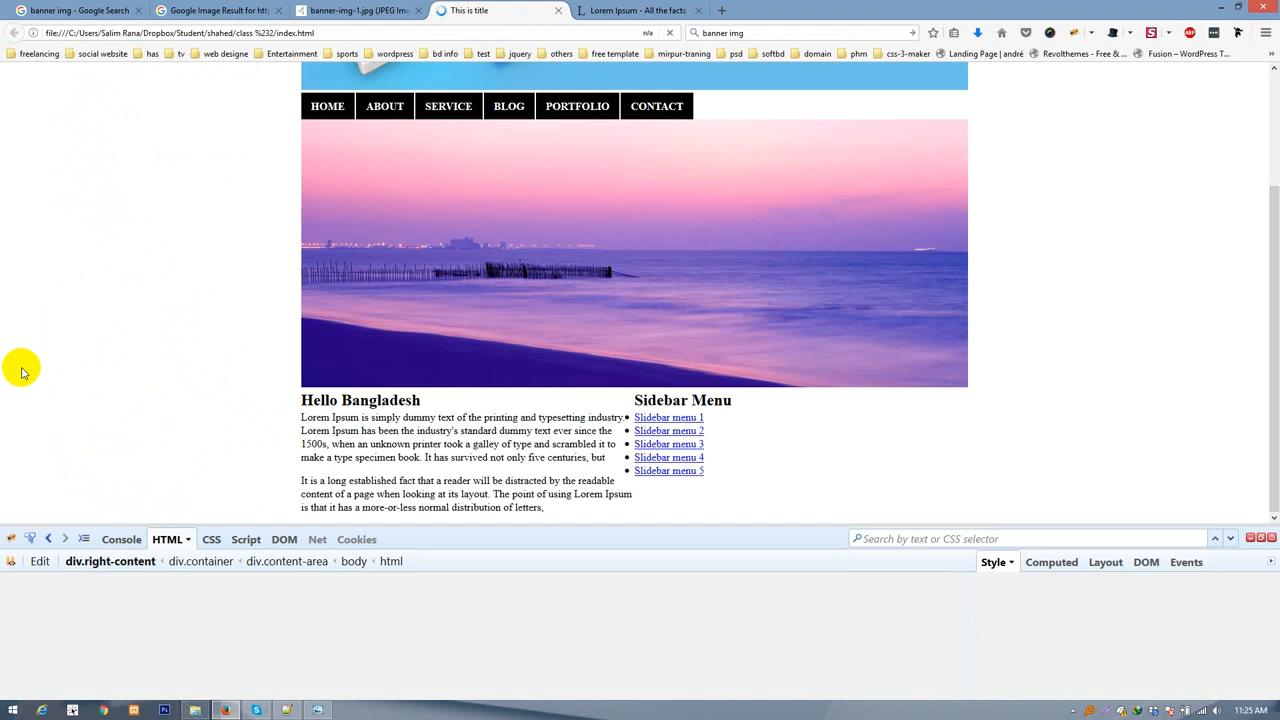 banner img - Google Search
Google Image Result for htt
banner-img-1.jpg (JPEG Ima
This is title
Lorem Ipsum - All the facts
file:///C:/Users/Salim Rana/Dropbox/Student/shahed/class %232/index.html
n/a
banner img
freelancing
social website
has
tv
web designe
Entertainment
sports
wordpress
bd info
test
jquery
others
free template
mirpur-traning
psd
softbd
domain
phm
css-3-maker
Landing Page | andré
Revolthemes - Free & ...
Fusion – WordPress T...
HOME
ABOUT
SERVICE
BLOG
PORTFOLIO
CONTACT
Hello Bangladesh
Lorem Ipsum is simply dummy text of the printing and typesetting industry.
Lorem Ipsum has been the industry's standard dummy text ever since the
1500s, when an unknown printer took a galley of type and scrambled it to
make a type specimen book. It has survived not only five centuries, but
It is a long established fact that a reader will be distracted by the readable
content of a page when looking at its layout. The point of using Lorem Ipsum
is that it has a more-or-less normal distribution of letters,
Sidebar Menu
Slidebar menu 1
Slidebar menu 2
Slidebar menu 3
Slidebar menu 4
Slidebar menu 5
Console
HTML
CSS
Script
DOM
Net
Cookies
Search by text or CSS selector
Edit
div.right-content
div.container
div.content-area
body
html
Style
Computed
Layout
DOM
Events
11:25 AM